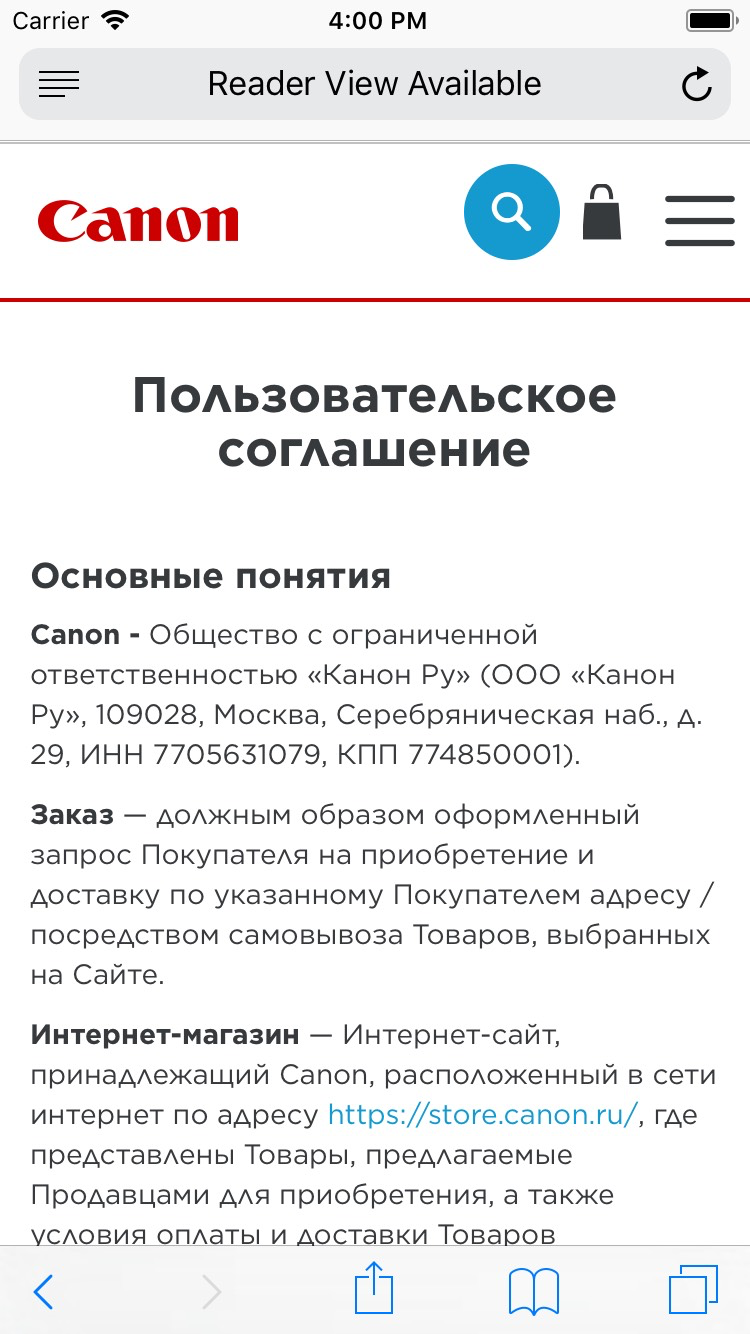 Carrier 4:00 PM
Reader View Available
Canon
Пользовательское
соглашение
Основные понятия
Canon - Общество с ограниченной
ответственностью «Канон Ру» (ООО «Канон
Ру», 109028, Москва, Серебряническая наб., д.
29, ИНН 7705631079, КПП 774850001).
Заказ — должным образом оформленный
запрос Покупателя на приобретение и
доставку по указанному Покупателем адресу /
посредством самовывоза Товаров, выбранных
на Сайте.
Интернет-магазин — Интернет-сайт,
принадлежащий Canon, расположенный в сети
интернет по адресу https://store.canon.ru/, где
представлены Товары, предлагаемые
Продавцами для приобретения, а также
условия оплаты и доставки Товаров